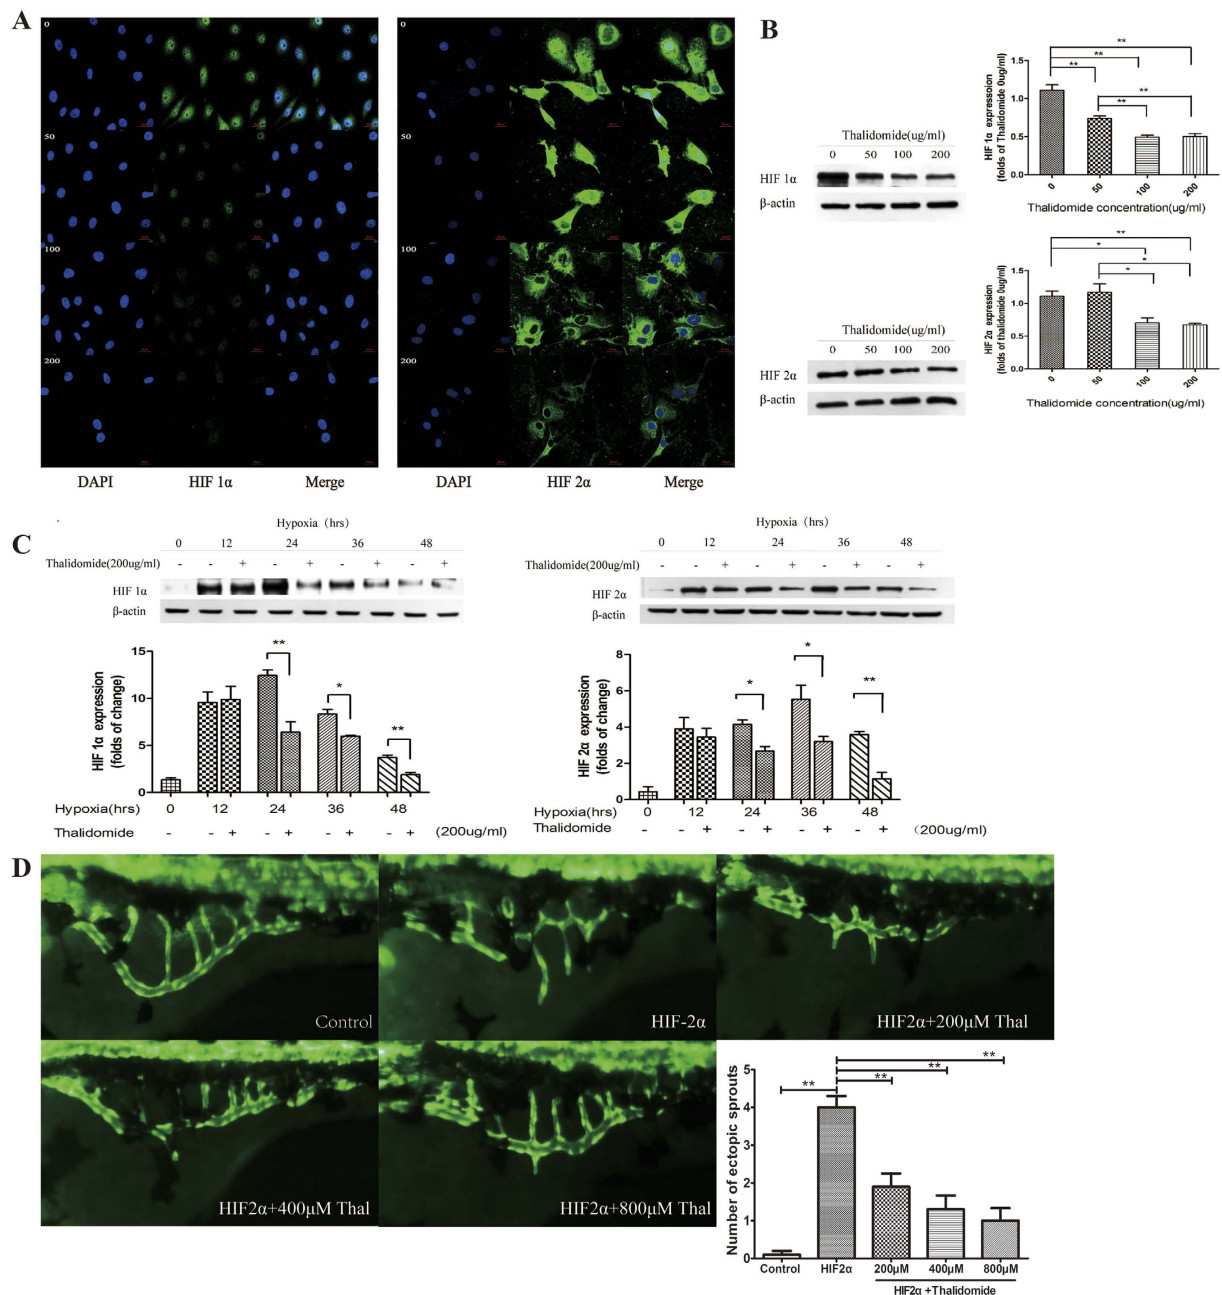 A
0
50
100
200
DAPI
HIF 1α
Merge
0
50
100
200
DAPI
HIF 2α
Merge
B
Thalidomide(ug/ml)
0 50 100 200
HIF 1α
β-actin
HIF 1α expressoion
(folds of Thalidomide 0ug/ml)
1.5
1.0
0.5
0.0
** ** ** ** **
0 50 100 200
Thalidomide concentration(ug/ml)
Thalidomide(ug/ml)
0 50 100 200
HIF 2α
β-actin
HIF 2α expression
(folds of thalidomide 0ug/ml)
1.5
1.0
0.5
0.0
** * * *
0 50 100 200
Thalidomide concentration(ug/ml)
C
Hypoxia (hrs)
0 12 24 36 48
Thalidomide(200ug/ml) - - + - + - + - +
HIF 1α
β-actin
HIF 1α expression
(folds of change)
15
10
5
0
** * **
Hypoxia(hrs) 0 12 24 36 48
Thalidomide - - + - + - + - + (200ug/ml)
Hypoxia (hrs)
0 12 24 36 48
Thalidomide(200ug/ml) - - + - + - + - +
HIF 2α
β-actin
HIF 2α expression
(folds of change)
8
6
4
2
0
* * **
Hypoxia(hrs) 0 12 24 36 48
Thalidomide - - + - + - + - + (200ug/ml)
D
Control
HIF-2α
HIF2α+200μM Thal
HIF2α+400μM Thal
HIF2α+800μM Thal
Number of ectopic sprouts
5
4
3
2
1
0
** ** ** **
Control HIF2α 200μM 400μM 800μM
HIF2α +Thalidomide